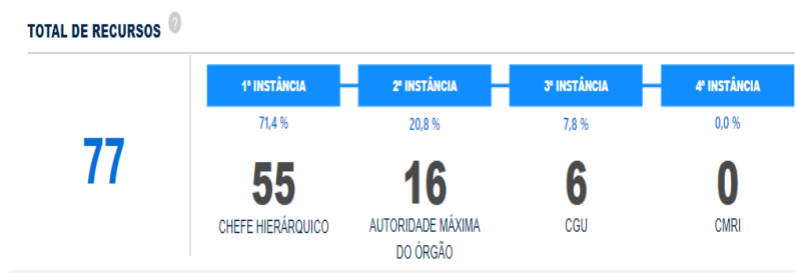 TOTAL DE RECURSOS ?
1ª INSTÂNCIA
2ª INSTÂNCIA
3ª INSTÂNCIA
4ª INSTÂNCIA
71,4 %
20,8 %
7,8 %
0,0 %
77
55
16
6
0
CHEFE HIERÁRQUICO
AUTORIDADE MÁXIMA
DO ÓRGÃO
CGU
CMRI